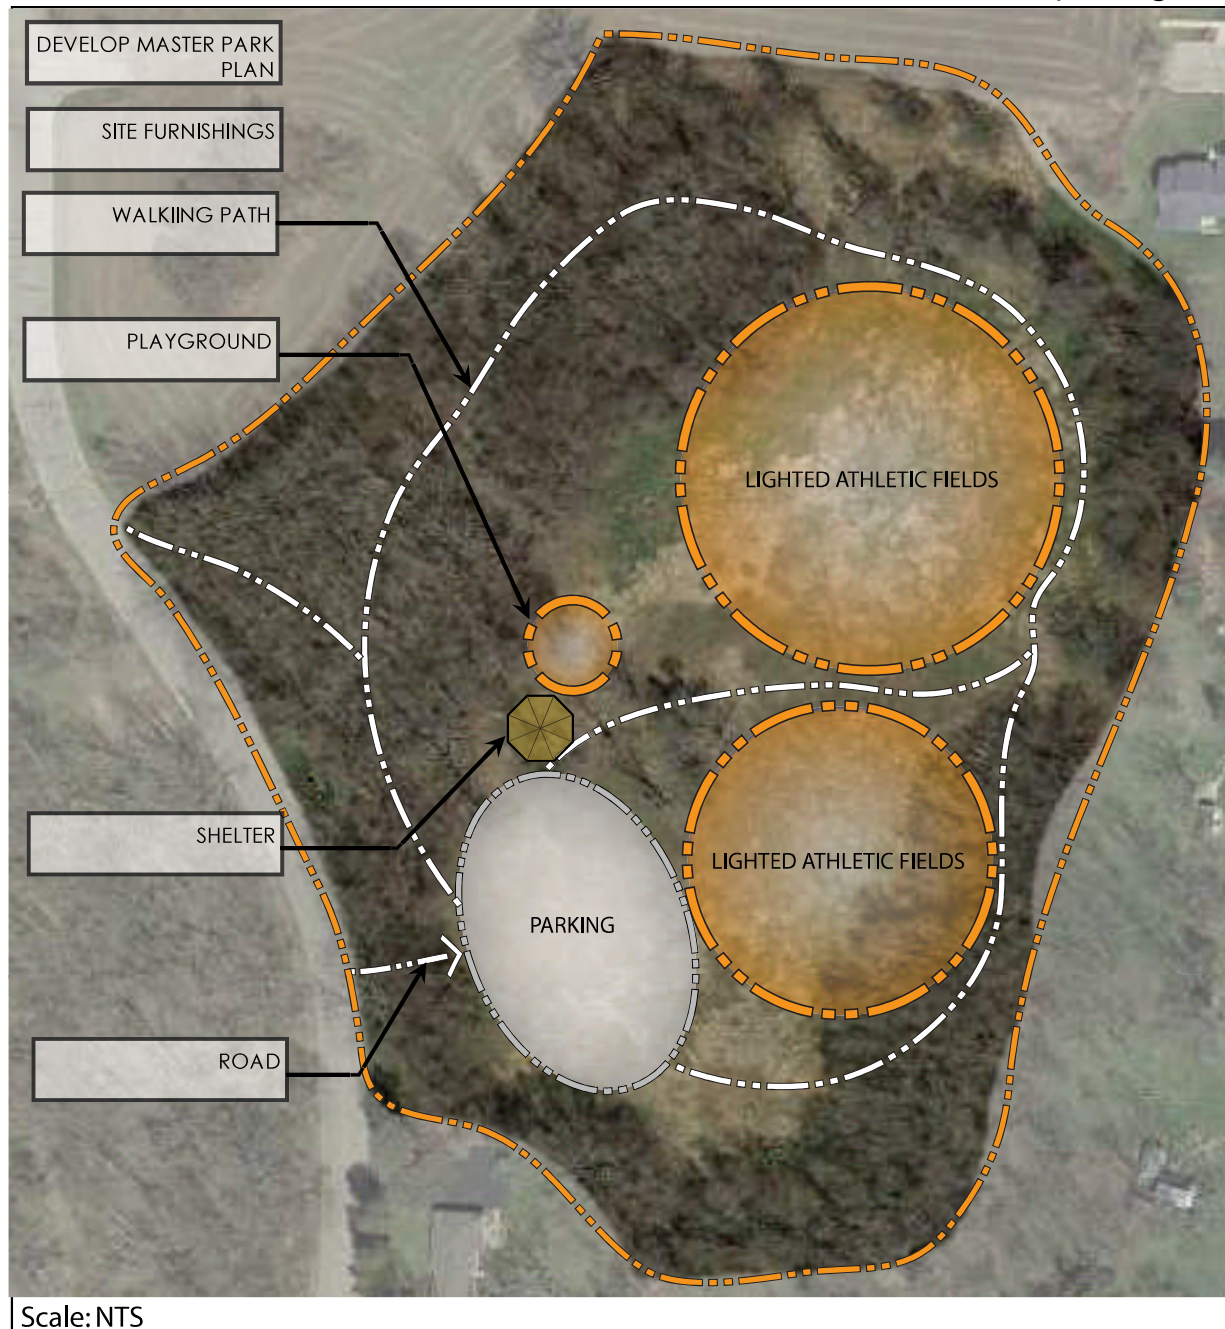 DEVELOP MASTER PARK
PLAN
SITE FURNISHINGS
WALKIING PATH
PLAYGROUND
LIGHTED ATHLETIC FIELDS
SHELTER
LIGHTED ATHLETIC FIELDS
PARKING
ROAD
Scale: NTS